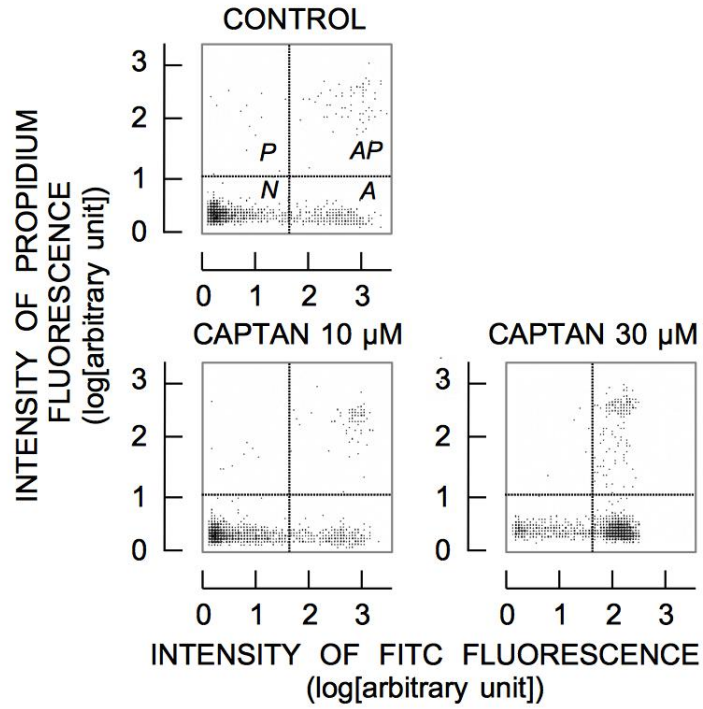 CONTROL
3
2
1
0
P
AP
N
A
0 1 2 3
CAPTAN 10 µM
3
2
1
0
0 1 2 3
CAPTAN 30 µM
3
2
1
0
0 1 2 3
INTENSITY OF PROPIDIUM
FLUORESCENCE
(log[arbitrary unit])
INTENSITY OF FITC FLUORESCENCE
(log[arbitrary unit])